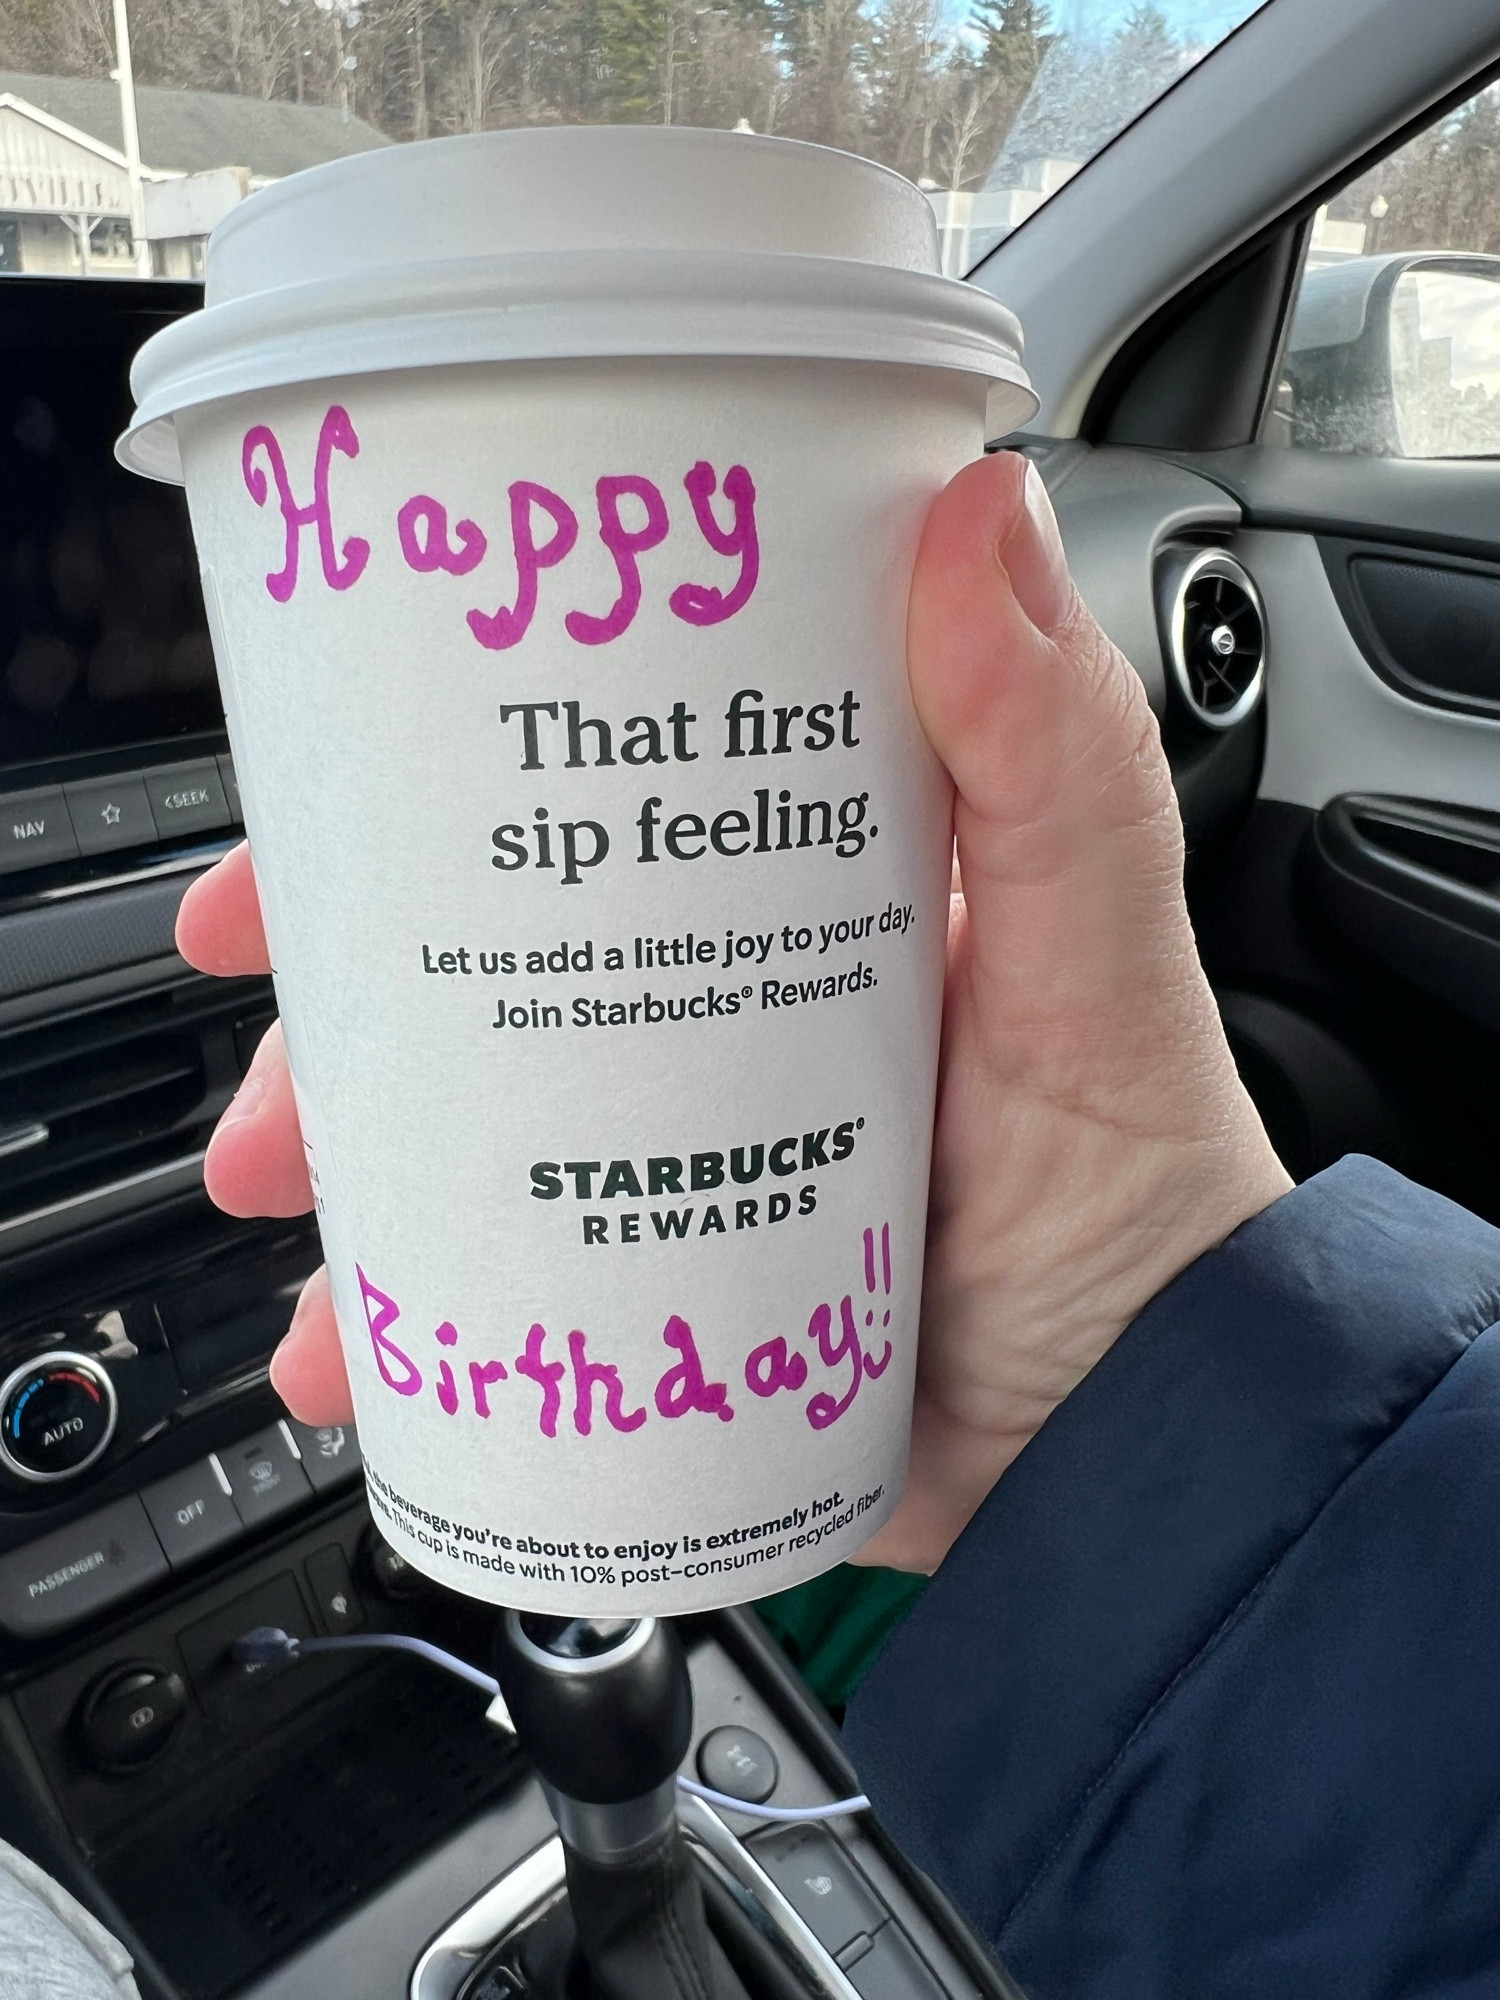 Happy
That first
sip feeling.
Let us add a little joy to your day.
Join Starbucks® Rewards.
STARBUCKS®
REWARDS
Birthday!!
the beverage you're about to enjoy is extremely hot.
This cup is made with 10% post-consumer recycled fiber.
NAV
<SEEK
AUTO
OFF
PASSENGER